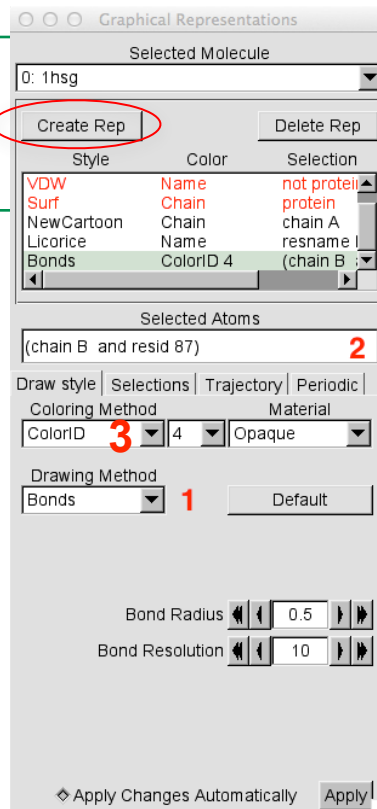 Graphical Representations
Selected Molecule
0: 1hsg
Create Rep Delete Rep
Style Color Selection
VDW Name not protein
Surf Chain protein
NewCartoon Chain chain A
Licorice Name resname
Bonds ColorID 4 (chain B
Selected Atoms
(chain B and resid 87) 2
Draw style Selections Trajectory Periodic
Coloring Method Material
ColorID 3 4 Opaque
Drawing Method
Bonds 1 Default
Bond Radius 0.5
Bond Resolution 10
Apply Changes Automatically Apply